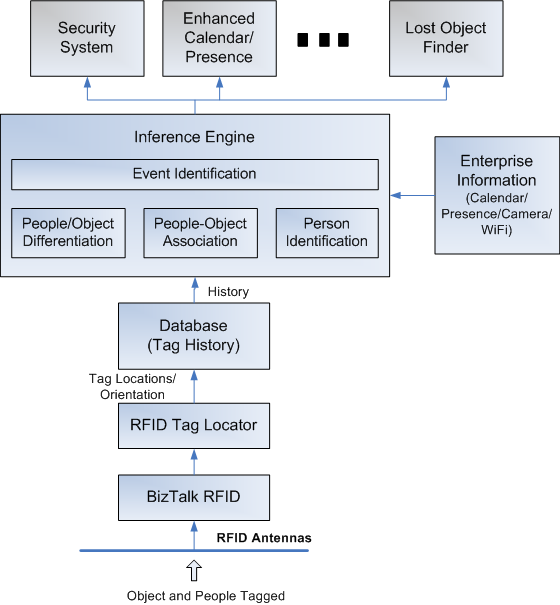 Security
System
Enhanced
Calendar/
Presence
Lost Object
Finder
Inference Engine
Event Identification
People/Object
Differentiation
People-Object
Association
Person
Identification
Enterprise
Information
(Calendar/
Presence/Camera/
WiFi)
History
Database
(Tag History)
Tag Locations/
Orientation
RFID Tag Locator
BizTalk RFID
RFID Antennas
Object and People Tagged